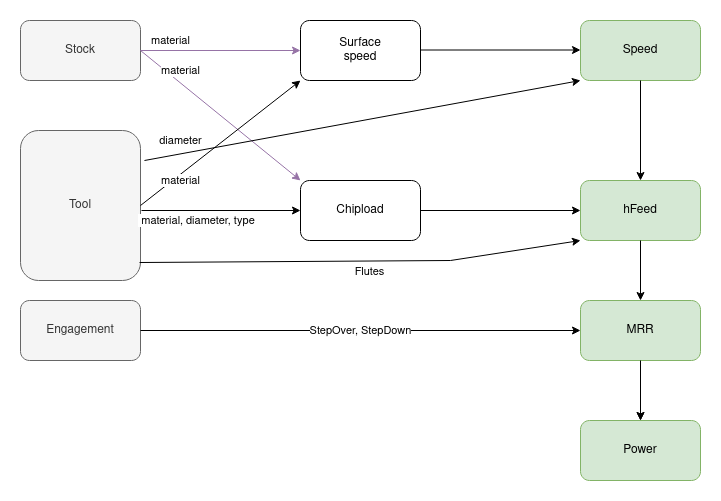 Stock
material
Surface
speed
Speed
material
diameter
Tool
material
material, diameter, type
Chipload
hFeed
Flutes
Engagement
StepOver, StepDown
MRR
Power